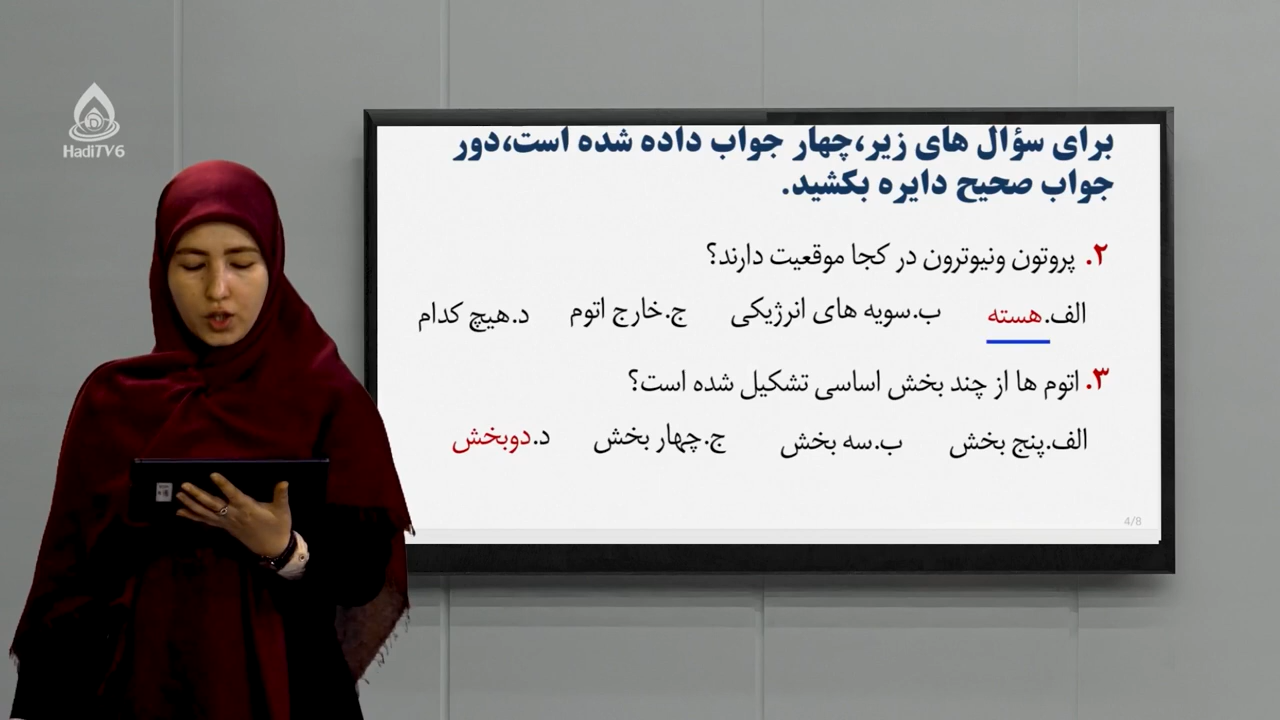 HadiTV6
برای سؤال های زیر،چهار جواب داده شده است،دور
جواب صحیح دایره بکشید.
۲. پروتون ونیوترون در کجا موقعیت دارند؟
الف.هسته ب.سویه های انرژیکی ج.خارج اتوم د.هیچ کدام
۳. اتوم ها از چند بخش اساسی تشکیل شده است؟
الف.پنج بخش ب.سه بخش ج.چهار بخش د.دوبخش
4/8